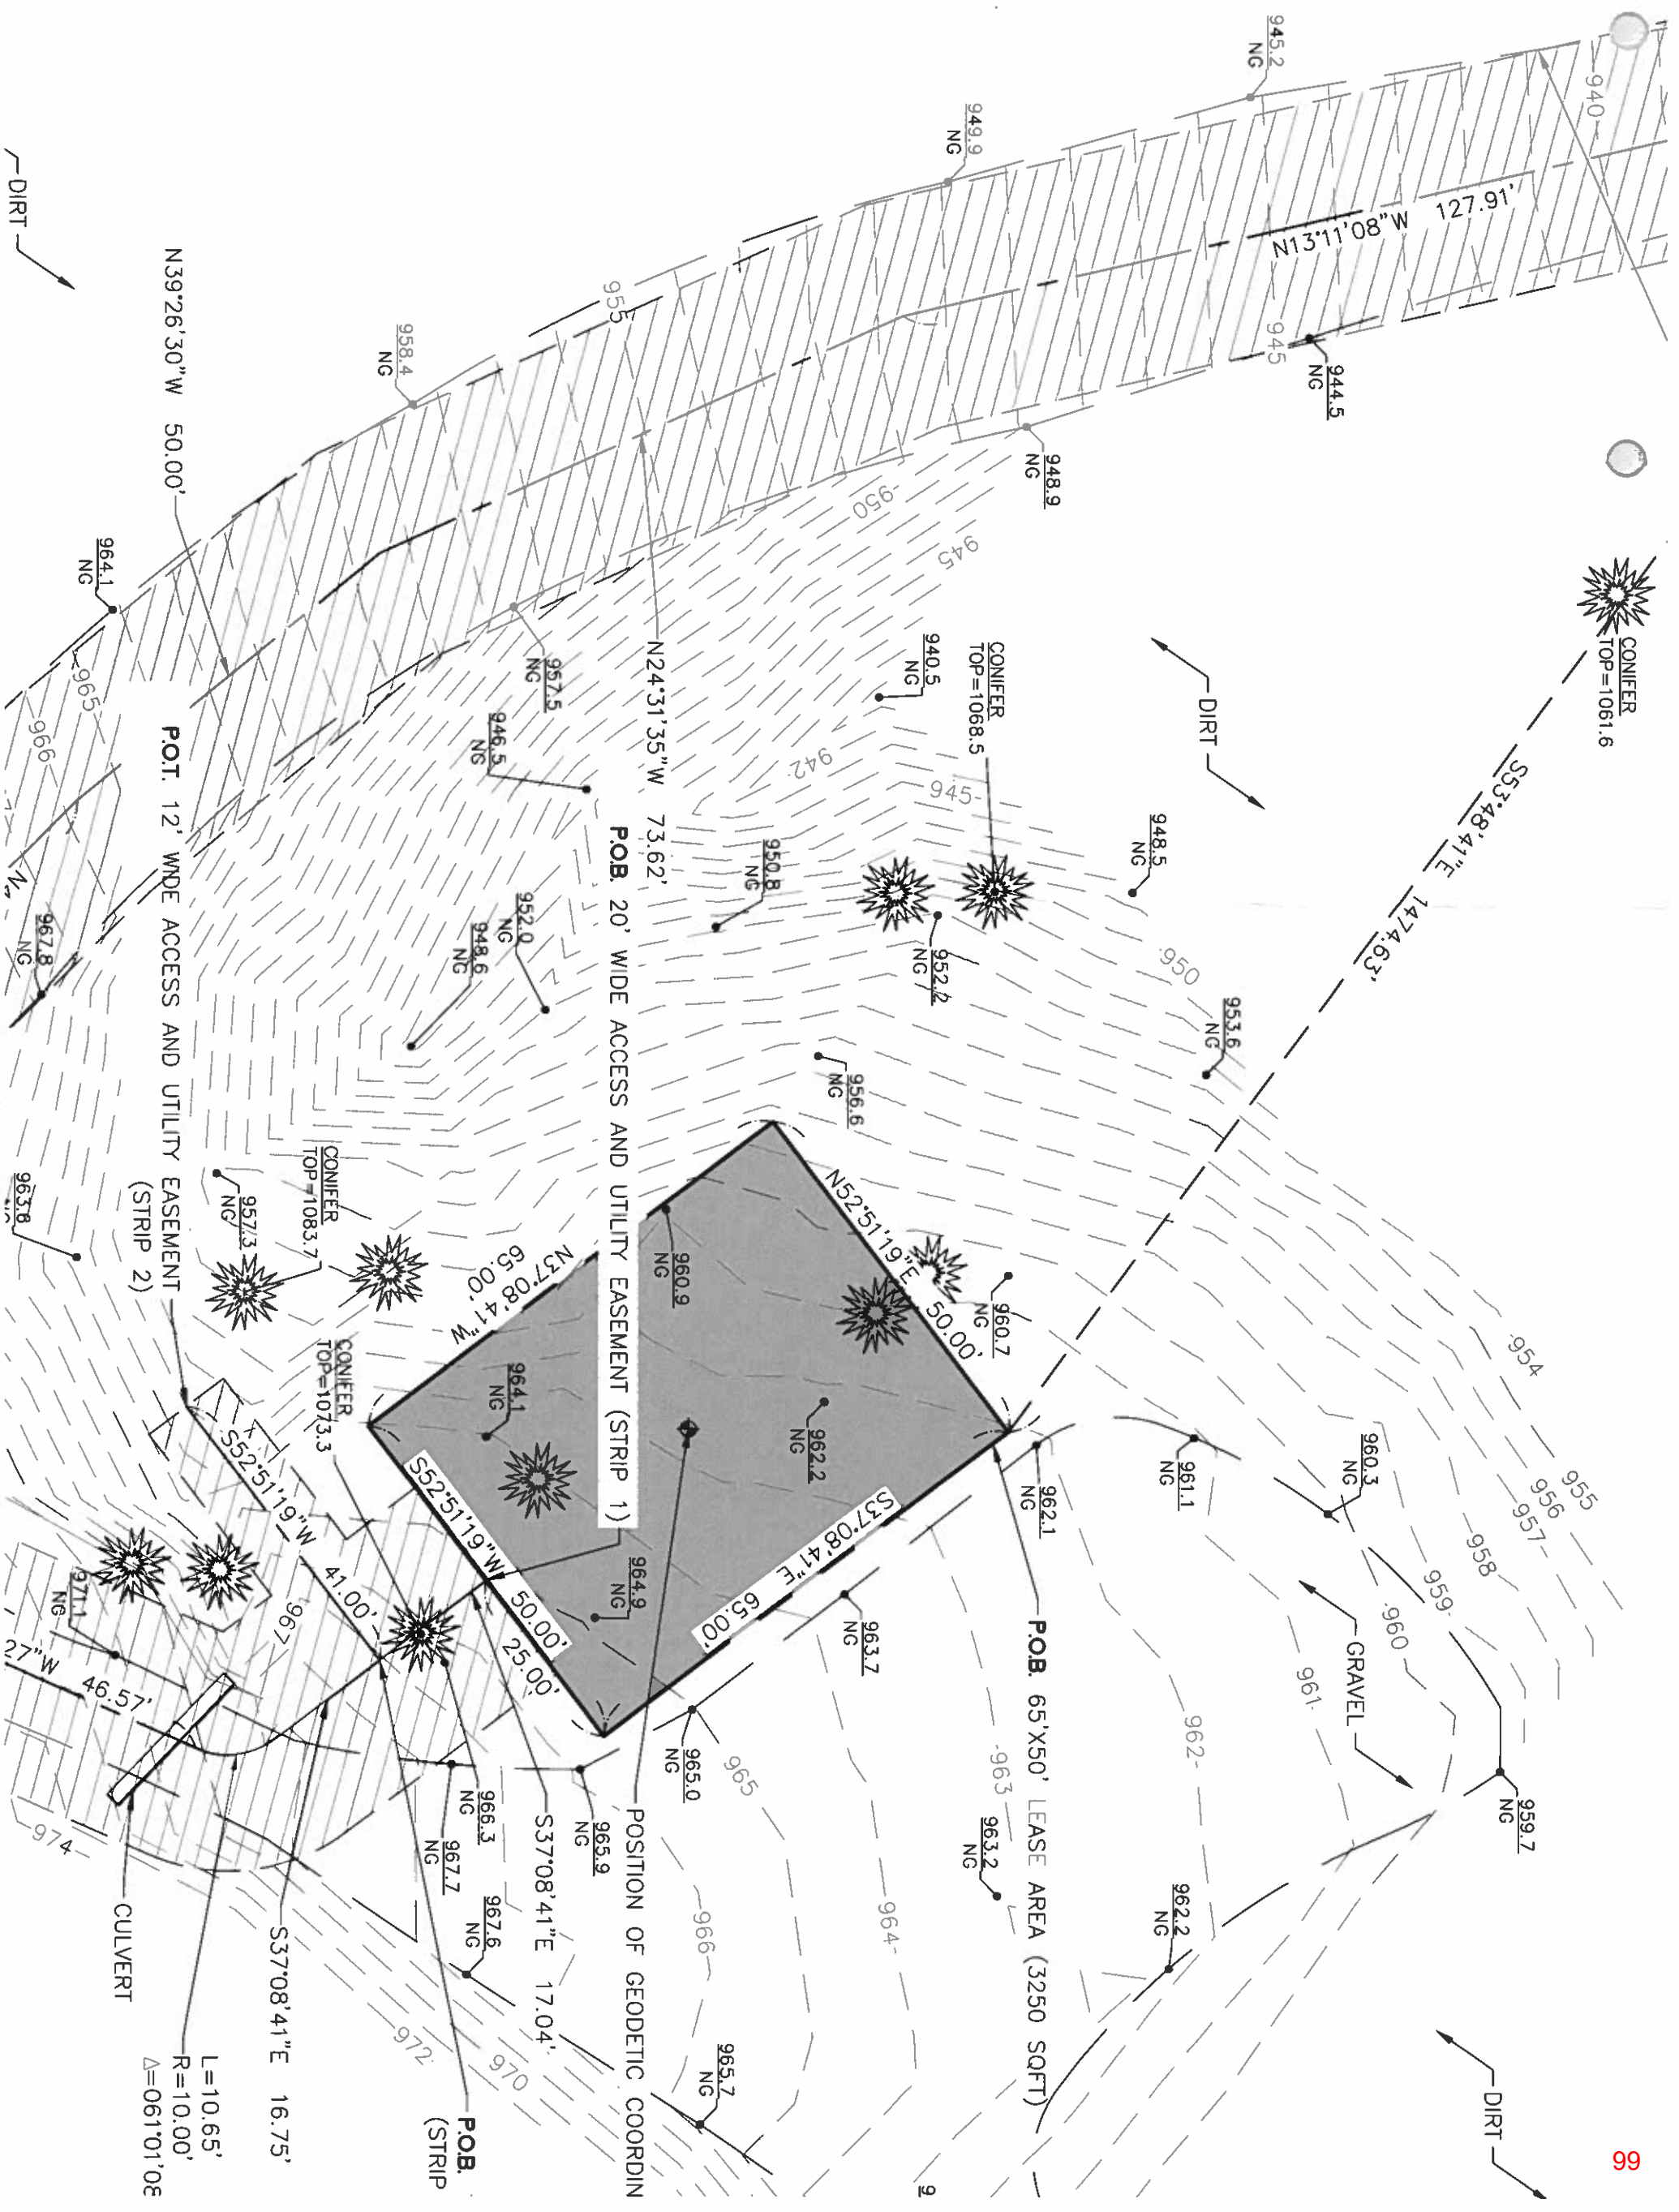 945.2
NG
949.9
NG
940
N13°11'08"W 127.91'
DIRT
N39°26'30"W 50.00'
955
958.4
NG
945
944.5
NG
948.9
NG
950
945
964.1
NG
965
966
957.5
NG
946.5
NG
N24°31'35"W 73.62'
940.5
NG
CONIFER
TOP=1068.5
942
945
DIRT
CONIFER
TOP=1061.6
S53°48'41"E 1474.63'
P.O.T. 12' WIDE ACCESS AND UTILITY EASEMENT
(STRIP 2)
P.O.B. 20' WIDE ACCESS AND UTILITY EASEMENT (STRIP 1)
950.8
NG
948.5
NG
952.0
NG
948.6
NG
952.2
NG
950
953.6
NG
967.8
NG
956.6
NG
963.8
957.3
NG
CONIFER
TOP=1083.7
N37°08'41"W
65.00'
960.9
NG
N52°51'19"E 50.00'
960.7
NG
CONIFER
TOP=1073.3
964.1
NG
962.2
NG
S52°51'19"W 50.00'
25.00'
964.9
NG
S37°08'41"E 65.00'
962.1
NG
961.1
NG
960.3
NG
954
955
956
957
958
959
960
961
962
963
964
965
966
S52°51'19"W 41.00'
967
971.1
NG
27"W 46.57'
974
963.7
NG
965.0
NG
965.9
NG
966.3
NG
967.7
NG
967.6
NG
963.2
NG
962.2
NG
959.7
NG
965.7
NG
GRAVEL
P.O.B. 65'X50' LEASE AREA (3250 SQFT)
POSITION OF GEODETIC COORDIN
S37°08'41"E 17.04'
S37°08'41"E 16.75'
CULVERT
972
970
P.O.B.
(STRIP
L=10.65'
R=10.00'
Δ=061°01'08
DIRT
9
99